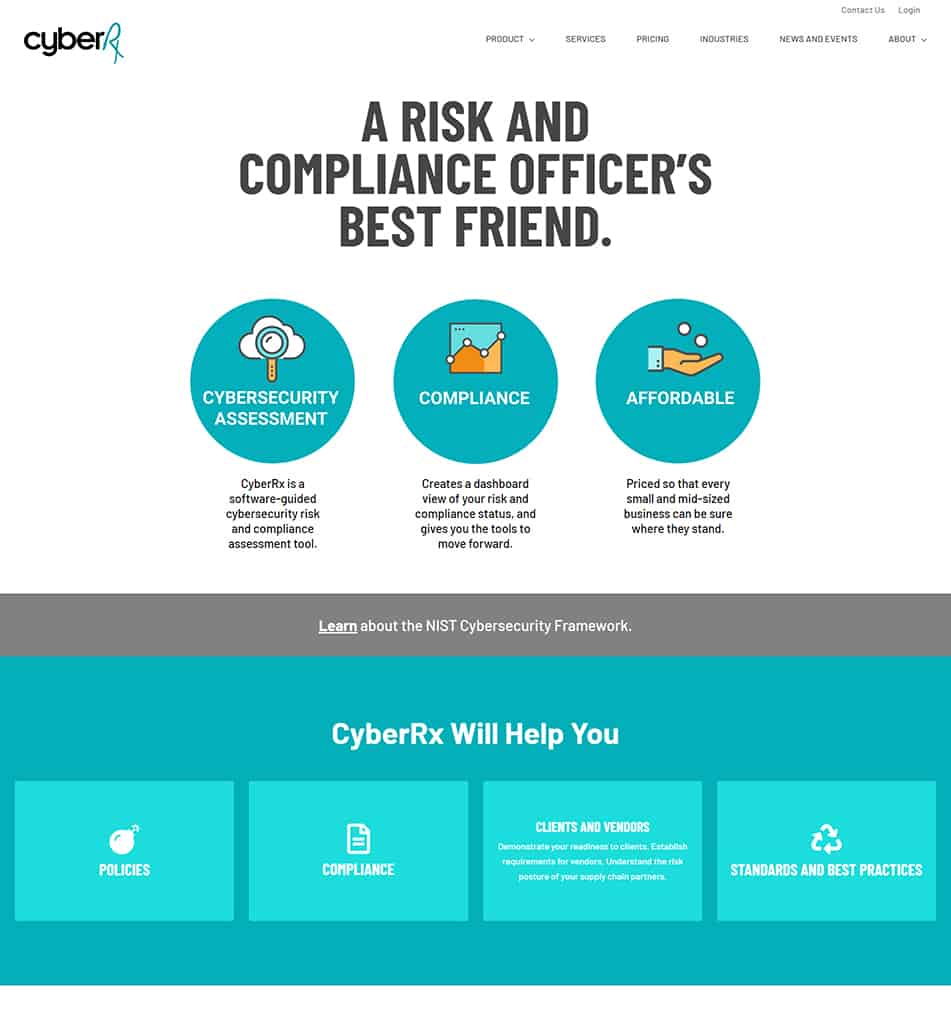 Contact Us Login
cyberRx
PRODUCT SERVICES PRICING INDUSTRIES NEWS AND EVENTS ABOUT
A RISK AND
COMPLIANCE OFFICER'S
BEST FRIEND.
CYBERSECURITY
ASSESSMENT
CyberRx is a
software-guided
cybersecurity risk
and compliance
assessment tool.
COMPLIANCE
Creates a dashboard
view of your risk and
compliance status, and
gives you the tools to
move forward.
AFFORDABLE
Priced so that every
small and mid-sized
business can be sure
where they stand.
Learn about the NIST Cybersecurity Framework.
CyberRx Will Help You
POLICIES
COMPLIANCE
CLIENTS AND VENDORS
Demonstrate your readiness to clients. Establish
requirements for vendors. Understand the risk
posture of your supply chain partners.
STANDARDS AND BEST PRACTICES